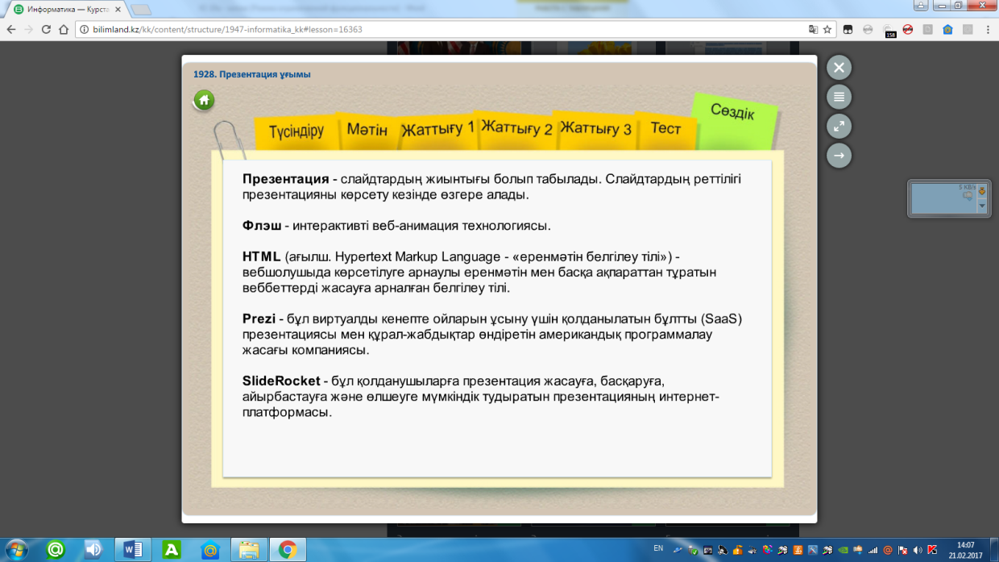 Информатика — Курста
bilimland.kz/kk/content/structure/1947-informatika_kk#lesson=16363
158
1928. Презентация ұғымы
Түсіндіру
Мәтін
Жаттығу 1
Жаттығу 2
Жаттығу 3
Тест
Сөздік
Презентация - слайдтардың жиынтығы болып табылады. Слайдтардың реттілігі
презентацияны көрсету кезінде өзгере алады.
Флэш - интерактивті веб-анимация технологиясы.
HTML (ағылш. Hypertext Markup Language - «еренмәтін белгілеу тілі») -
вебшолушыда көрсетілуге арнаулы еренмәтін мен басқа ақпараттан тұратын
веббеттерді жасауға арналған белгілеу тілі.
Prezi - бұл виртуалды кенепте ойларын ұсыну үшін қолданылатын бұлтты (SaaS)
презентациясы мен құрал-жабдықтар өндіретін американдық программалау
жасағы компаниясы.
SlideRocket - бұл қолданушыларға презентация жасауға, басқаруға,
айырбастауға және өлшеуге мүмкіндік тудыратын презентацияның интернет-
платформасы.
5 KB/s
EN
14:07
21.02.2017